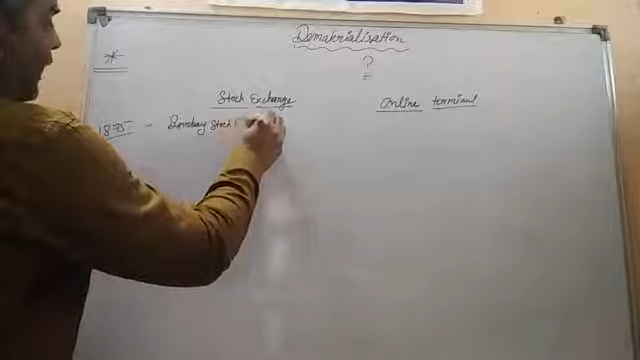 Dematerialisation
?
*
Stock Exchange
Online terminal
1875 - Bombay Stock